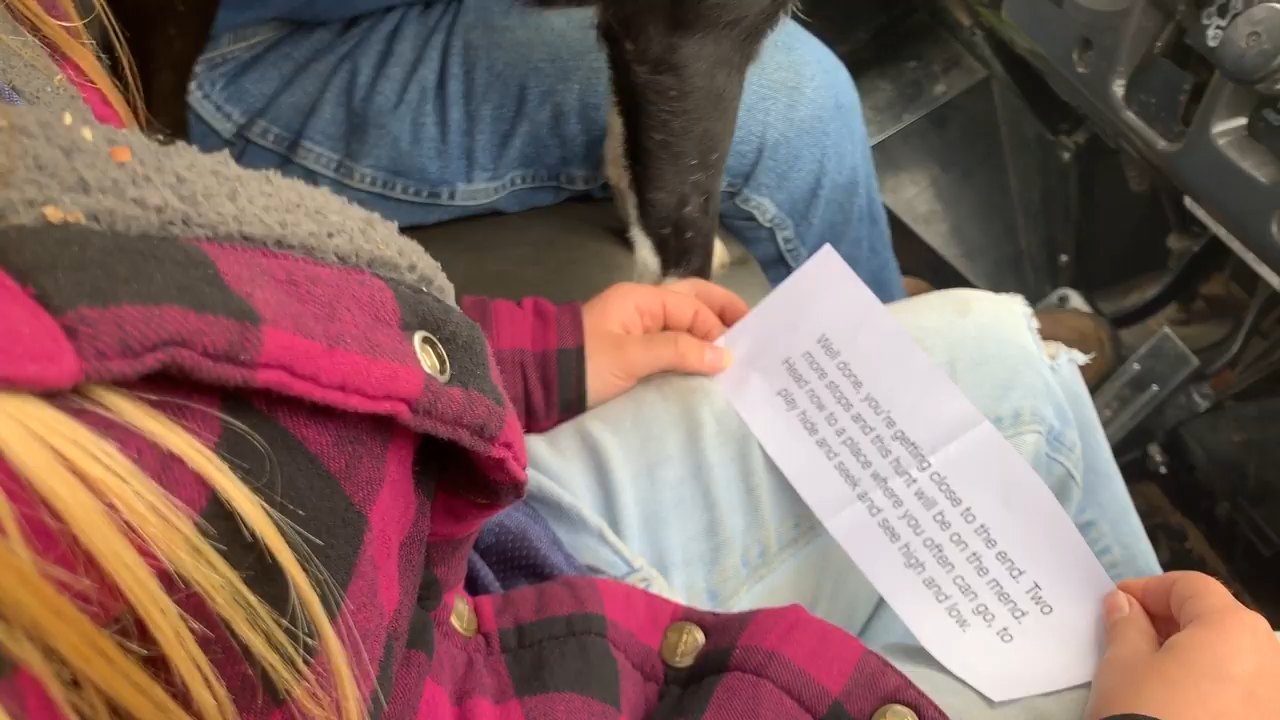 Well done, you're getting close to the end. Two
more stops and this hunt will be on the mend.
Head now to a place where you often can go, to
play hide and seek and see high and low.